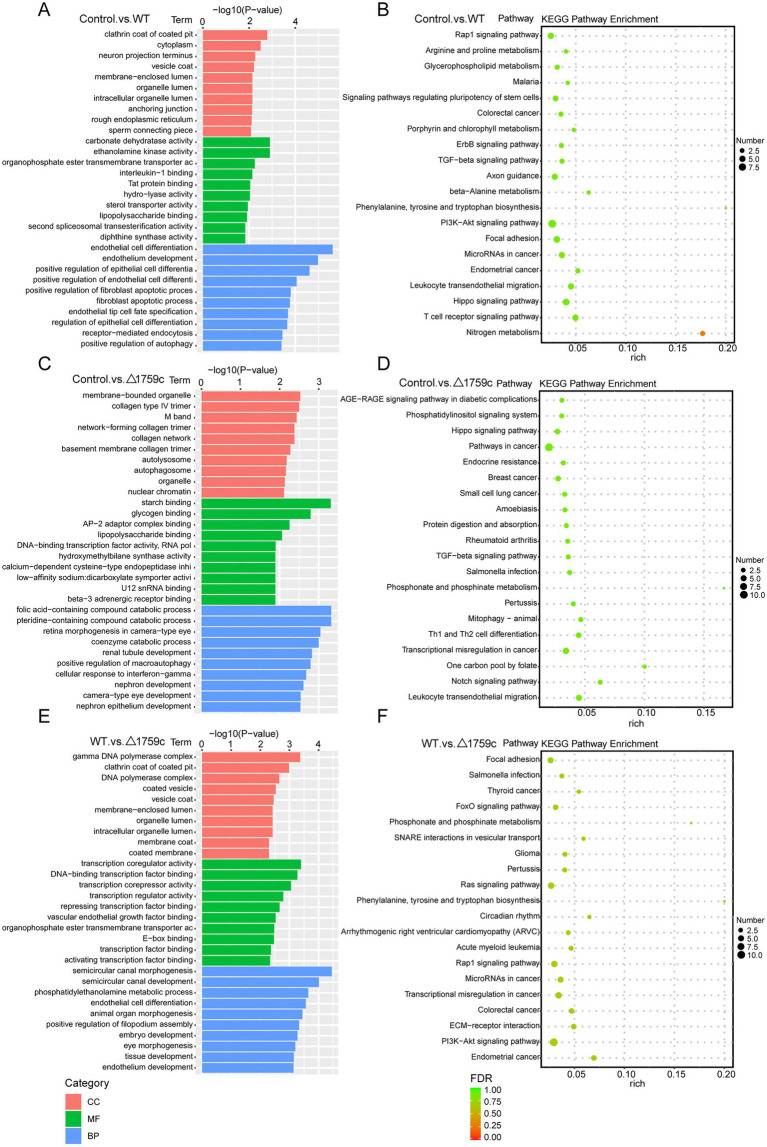 A
Control.vs.WT
Term
−log10(P−value)
0 2 4
clathrin coat of coated pit
cytoplasm
neuron projection terminus
vesicle coat
membrane−enclosed lumen
organelle lumen
intracellular organelle lumen
anchoring junction
rough endoplasmic reticulum
sperm connecting piece
carbonate dehydratase activity
ethanolamine kinase activity
organophosphate ester transmembrane transporter ac
interleukin−1 binding
Tat protein binding
hydro−lyase activity
sterol transporter activity
lipopolysaccharide binding
second spliceosomal transesterification activity
diphthine synthase activity
endothelial cell differentiation
endothelium development
positive regulation of epithelial cell differentia
positive regulation of endothelial cell differenti
positive regulation of fibroblast apoptotic proces
fibroblast apoptotic process
endothelial tip cell fate specification
regulation of epithelial cell differentiation
receptor−mediated endocytosis
positive regulation of autophagy
B
Control.vs.WT
Pathway
KEGG Pathway Enrichment
Rap1 signaling pathway
Arginine and proline metabolism
Glycerophospholipid metabolism
Malaria
Signaling pathways regulating pluripotency of stem cells
Colorectal cancer
Porphyrin and chlorophyll metabolism
ErbB signaling pathway
TGF−beta signaling pathway
Axon guidance
beta−Alanine metabolism
Phenylalanine, tyrosine and tryptophan biosynthesis
PI3K−Akt signaling pathway
Focal adhesion
MicroRNAs in cancer
Endometrial cancer
Leukocyte transendothelial migration
Hippo signaling pathway
T cell receptor signaling pathway
Nitrogen metabolism
0.05 0.10 0.15 0.20
rich
Number
2.5
5.0
7.5
C
Control.vs.△1759c
Term
−log10(P−value)
0 1 2 3
membrane−bounded organelle
collagen type IV trimer
M band
network−forming collagen trimer
collagen network
basement membrane collagen trimer
autolysosome
autophagosome
organelle
nuclear chromatin
starch binding
glycogen binding
AP−2 adaptor complex binding
lipopolysaccharide binding
DNA−binding transcription factor activity, RNA pol
hydroxymethylbilane synthase activity
calcium−dependent cysteine−type endopeptidase inhi
low−affinity sodium:dicarboxylate symporter activi
U12 snRNA binding
beta−3 adrenergic receptor binding
folic acid−containing compound catabolic process
pteridine−containing compound catabolic process
retina morphogenesis in camera−type eye
coenzyme catabolic process
renal tubule development
positive regulation of macroautophagy
cellular response to interferon−gamma
nephron development
camera−type eye development
nephron epithelium development
D
Control.vs.△1759c
Pathway
KEGG Pathway Enrichment
AGE−RAGE signaling pathway in diabetic complications
Phosphatidylinositol signaling system
Hippo signaling pathway
Pathways in cancer
Endocrine resistance
Breast cancer
Small cell lung cancer
Amoebiasis
Protein digestion and absorption
Rheumatoid arthritis
TGF−beta signaling pathway
Salmonella infection
Phosphonate and phosphinate metabolism
Pertussis
Mitophagy − animal
Th1 and Th2 cell differentiation
Transcriptional misregulation in cancer
One carbon pool by folate
Notch signaling pathway
Leukocyte transendothelial migration
0.05 0.10 0.15
rich
Number
2.5
5.0
7.5
10.0
E
WT.vs.△1759c
Term
−log10(P−value)
0 1 2 3 4
gamma DNA polymerase complex
clathrin coat of coated pit
DNA polymerase complex
coated vesicle
vesicle coat
membrane−enclosed lumen
organelle lumen
intracellular organelle lumen
membrane coat
coated membrane
transcription coregulator activity
DNA−binding transcription factor binding
transcription corepressor activity
transcription regulator activity
repressing transcription factor binding
vascular endothelial growth factor binding
organophosphate ester transmembrane transporter ac
E−box binding
transcription factor binding
activating transcription factor binding
semicircular canal morphogenesis
semicircular canal development
phosphatidylethanolamine metabolic process
endothelial cell differentiation
animal organ morphogenesis
positive regulation of filopodium assembly
embryo development
eye morphogenesis
tissue development
endothelium development
Category
CC
MF
BP
F
WT.vs.△1759c
Pathway
KEGG Pathway Enrichment
Focal adhesion
Salmonella infection
Thyroid cancer
FoxO signaling pathway
Phosphonate and phosphinate metabolism
SNARE interactions in vesicular transport
Glioma
Pertussis
Ras signaling pathway
Phenylalanine, tyrosine and tryptophan biosynthesis
Circadian rhythm
Arrhythmogenic right ventricular cardiomyopathy (ARVC)
Acute myeloid leukemia
Rap1 signaling pathway
MicroRNAs in cancer
Transcriptional misregulation in cancer
Colorectal cancer
ECM−receptor interaction
PI3K−Akt signaling pathway
Endometrial cancer
0.05 0.10 0.15 0.20
rich
Number
2.5
5.0
7.5
10.0
FDR
1.00
0.75
0.50
0.25
0.00